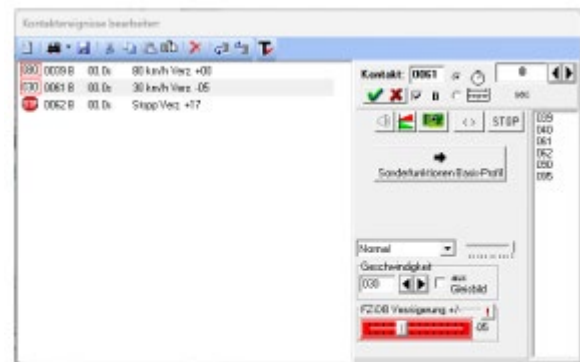 Kontaktereignisse bearbeiten
080 0039 B 00,0s 80 km/h Verz. +00
030 0061 B 00,0s 30 km/h Verz. -05
0062 B 00,0s Stopp Verz. +17
Kontakt: 0061 0
B sec.
STOP
039
040
061
062
090
095
Sonderfunktionen Basis-Profil
Normal
Geschwindigkeit
030 aus Gleisbild
FZ-DB Verzögerung +/- !
-05